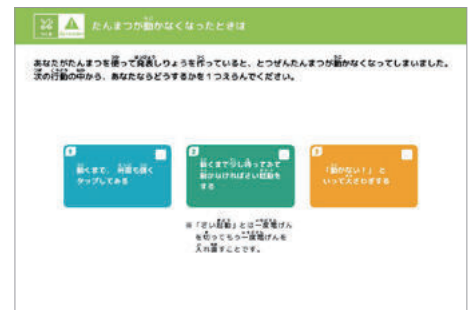 たんまつが動かなくなったときは
あなたがたんまつを使って発表しりょうを作っていると、とつぜんたんまつが動かなくなってしまいました。
次の行動の中から、あなたならどうするかを1つえらんでください。
1
動くまで、何度も強く
タップしてみる
2
動くまで少し待ってみて
動かなければさい起動を
する
3
「動かない!」と
いって大さわぎする
※「さい起動」とは一度電げん
を切ってもう一度電げんを
入れ直すことです。